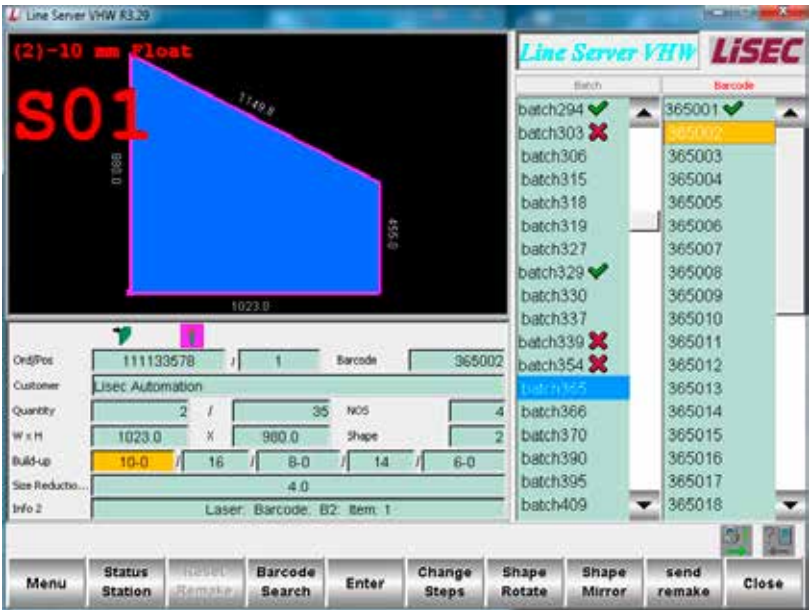 Line Server VHW R3.29
(2)-10 mm Float
S01
1149.8
980.0
455.0
1023.0
Line Server VHW LiSEC
Batch Barcode
batch294 365001
batch303 365002
batch306 365003
batch315 365004
batch318 365005
batch319 365006
batch327 365007
batch329 365008
batch330 365009
batch337 365010
batch339 365011
batch354 365012
batch365 365013
batch366 365014
batch370 365015
batch390 365016
batch395 365017
batch409 365018
Ord/Pos 111133578 / 1 Barcode 365002
Customer Lisec Automation
Quantity 2 / 35 NOS 4
W x H 1023.0 X 980.0 Shape 2
Build-up 10-0 / 16 / 8-0 / 14 / 6-0
Size Reductio... 4.0
Info 2 Laser: Barcode: B2: Item: 1
Menu
Status Station
Reset Remake
Barcode Search
Enter
Change Steps
Shape Rotate
Shape Mirror
send remake
Close